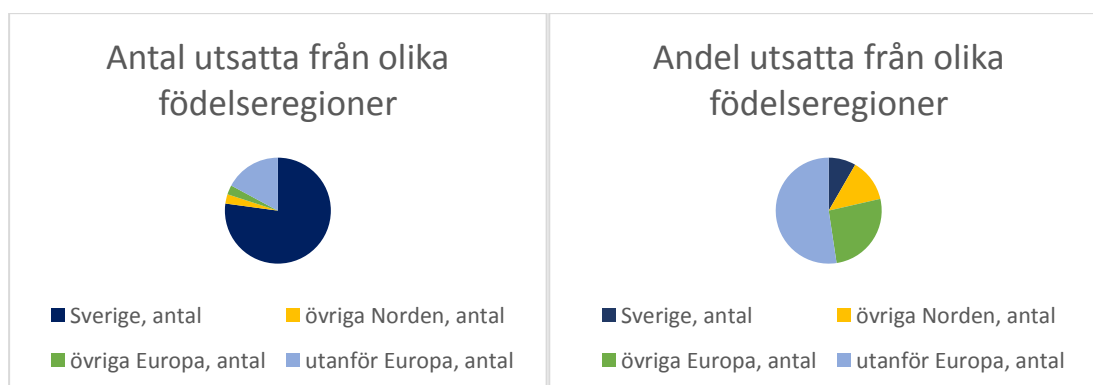 Antal utsatta från olika
födelseregioner
Sverige, antal
övriga Norden, antal
övriga Europa, antal
utanför Europa, antal
Andel utsatta från olika
födelseregioner
Sverige, antal
övriga Norden, antal
övriga Europa, antal
utanför Europa, antal